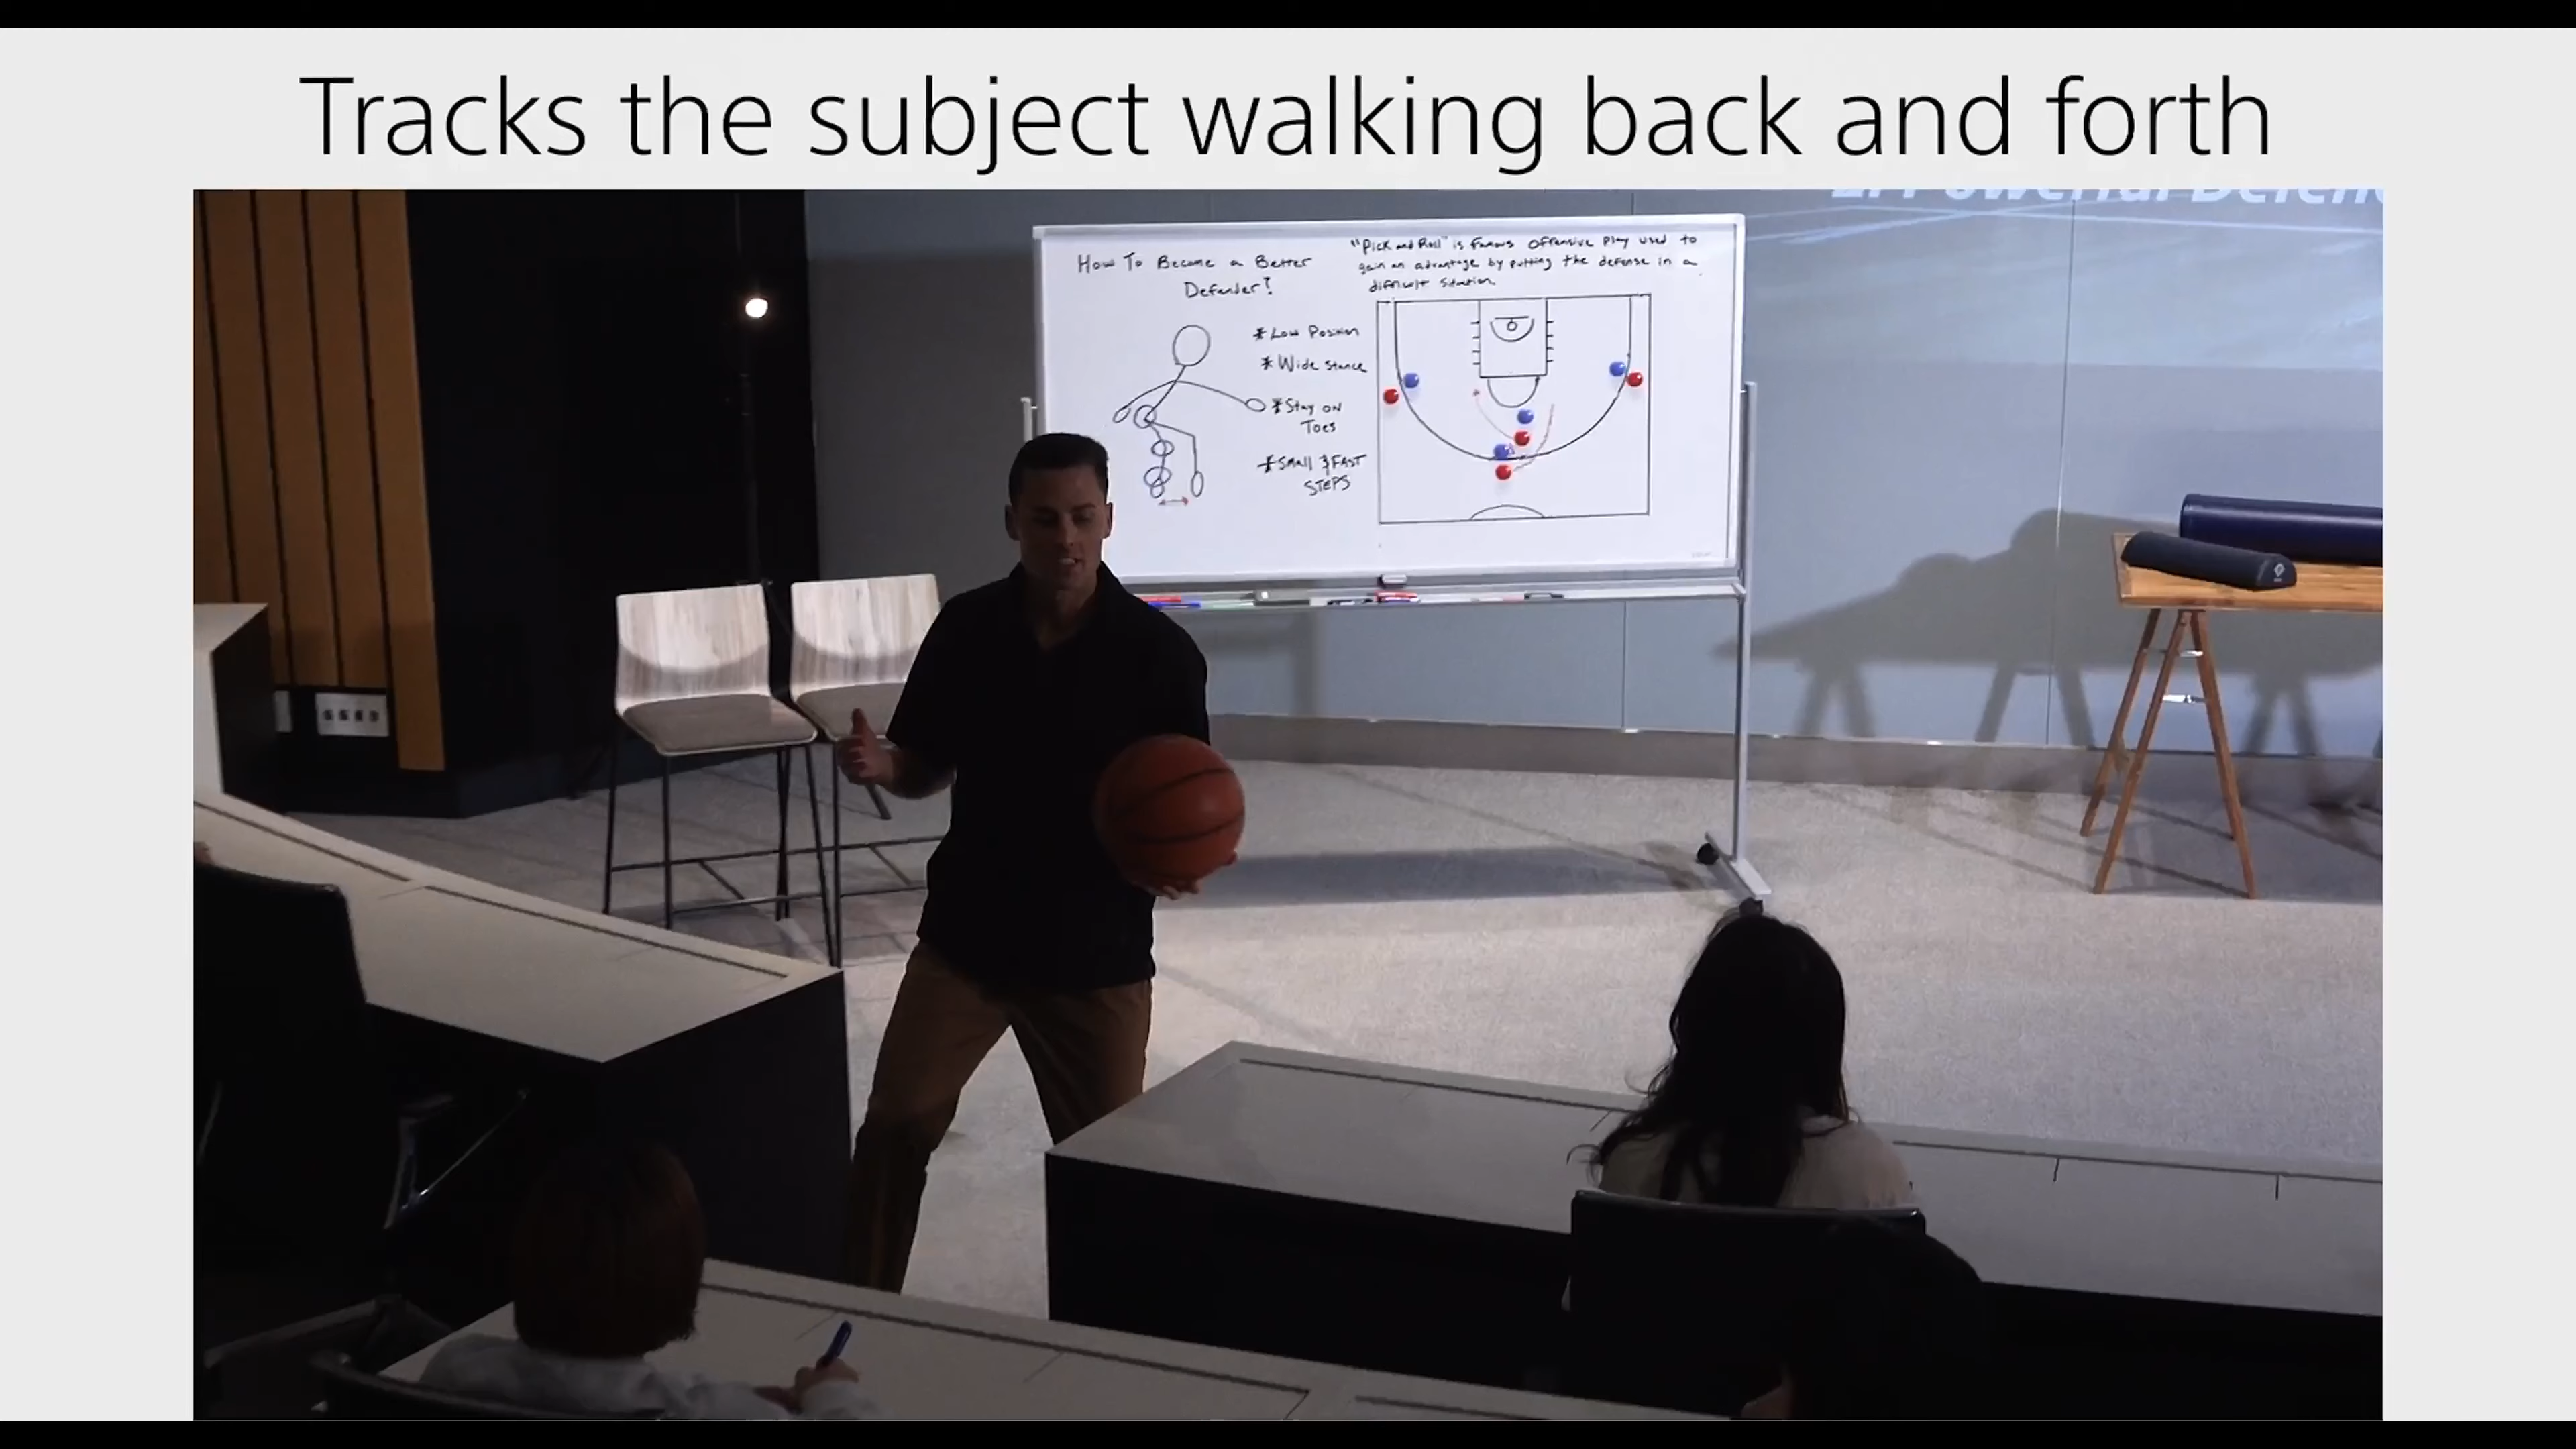 Tracks the subject walking back and forth
How To Become a Better
Defender?
* Low Position
* Wide Stance
* Stay on
Toes
* Small & FAST
STEPS
"Pick and Roll" is famous offensive play used to
gain an advantage by putting the defense in a
difficult situation.
Powerful Defen